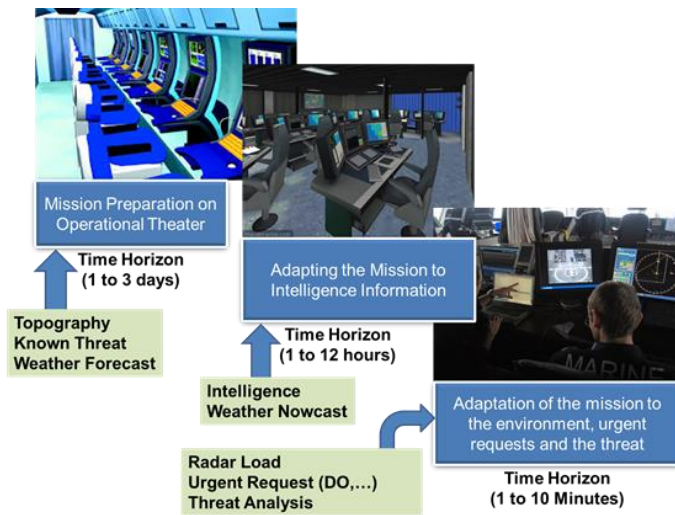 Mission Preparation on
Operational Theater
Time Horizon
(1 to 3 days)
Topography
Known Threat
Weather Forecast
Adapting the Mission to
Intelligence Information
Time Horizon
(1 to 12 hours)
Intelligence
Weather Nowcast
MARINE
Adaptation of the mission to
the environment, urgent
requests and the threat
Radar Load
Urgent Request (DO,…)
Threat Analysis
Time Horizon
(1 to 10 Minutes)